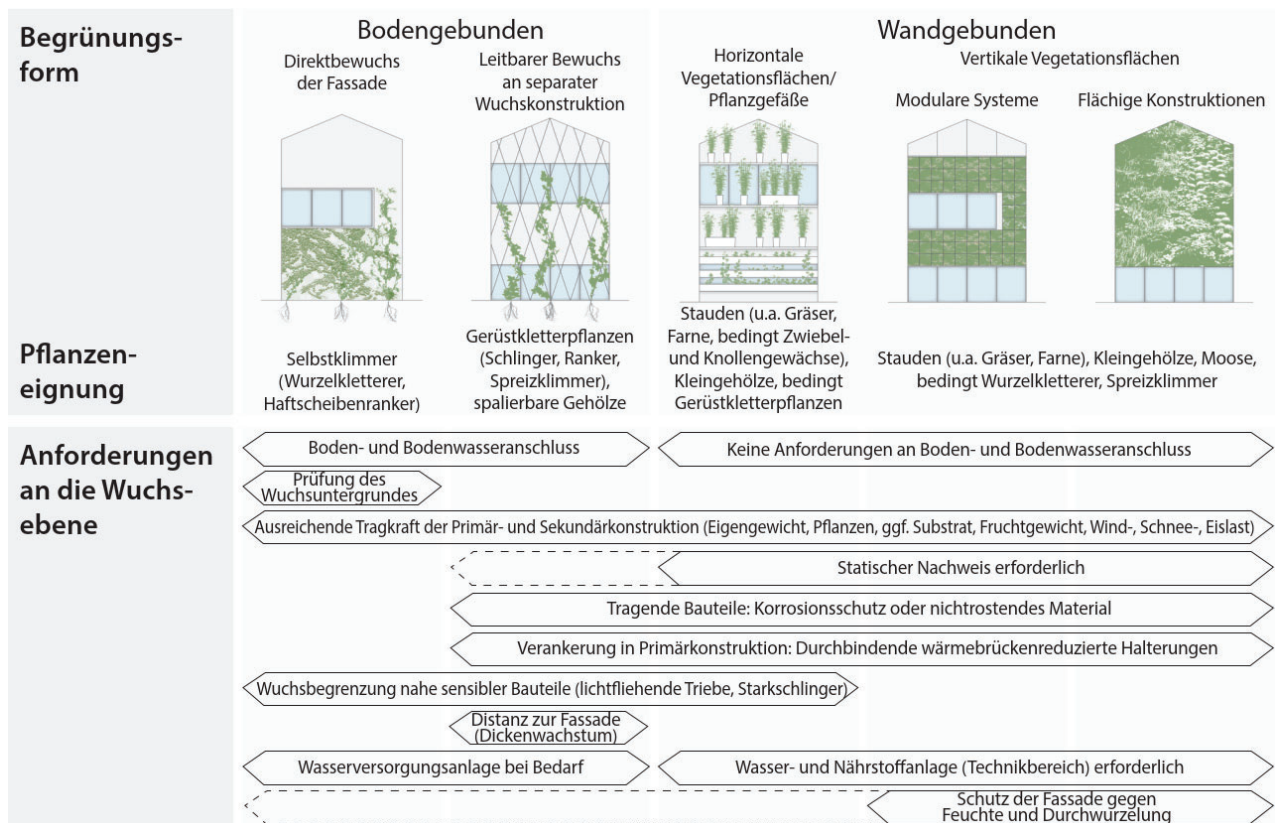 Begrünungs-
form
Bodengebunden
Direktbewuchs
der Fassade
Leitbarer Bewuchs
an separater
Wuchskonstruktion
Wandgebunden
Horizontale
Vegetationsflächen/
Pflanzgefäße
Vertikale Vegetationsflächen
Modulare Systeme
Flächige Konstruktionen
Pflanzen-
eignung
Selbstklimmer
(Wurzelkletterer,
Haftscheibenranker)
Gerüstkletterpflanzen
(Schlinger, Ranker,
Spreizklimmer),
spalierbare Gehölze
Stauden (u.a. Gräser,
Farne, bedingt Zwiebel-
und Knollengewächse),
Kleingehölze, bedingt
Gerüstkletterpflanzen
Stauden (u.a. Gräser, Farne), Kleingehölze, Moose,
bedingt Wurzelkletterer, Spreizklimmer
Anforderungen
an die Wuchs-
ebene
Boden- und Bodenwasseranschluss
Keine Anforderungen an Boden- und Bodenwasseranschluss
Prüfung des
Wuchsuntergrundes
Ausreichende Tragkraft der Primär- und Sekundärkonstruktion (Eigengewicht, Pflanzen, ggf. Substrat, Fruchtgewicht, Wind-, Schnee-, Eislast)
Statischer Nachweis erforderlich
Tragende Bauteile: Korrosionsschutz oder nichtrostendes Material
Verankerung in Primärkonstruktion: Durchbindende wärmebrückenreduzierte Halterungen
Wuchsbegrenzung nahe sensibler Bauteile (lichtfliehende Triebe, Starkschlinger)
Distanz zur Fassade
(Dickenwachstum)
Wasserversorgungsanlage bei Bedarf
Wasser- und Nährstoffanlage (Technikbereich) erforderlich
Schutz der Fassade gegen
Feuchte und Durchwurzelung